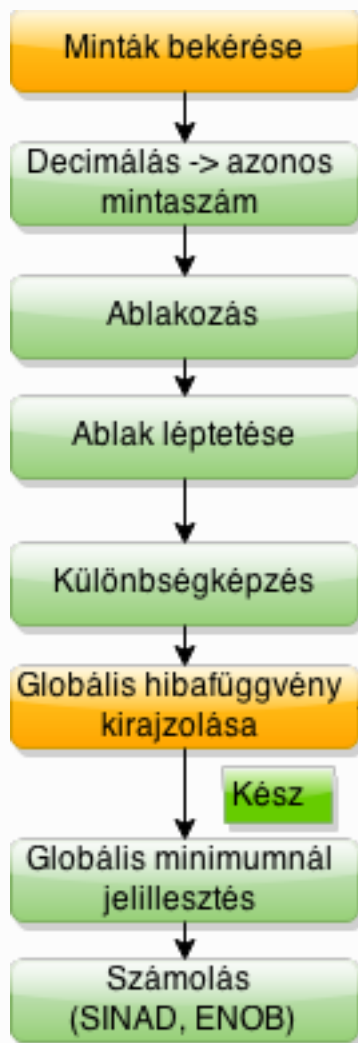 Minták bekérése
Decimálás -> azonos
mintaszám
Ablakozás
Ablak léptetése
Különbségképzés
Globális hibafüggvény
kirajzolása
Kész
Globális minimumnál
jelillesztés
Számolás
(SINAD, ENOB)